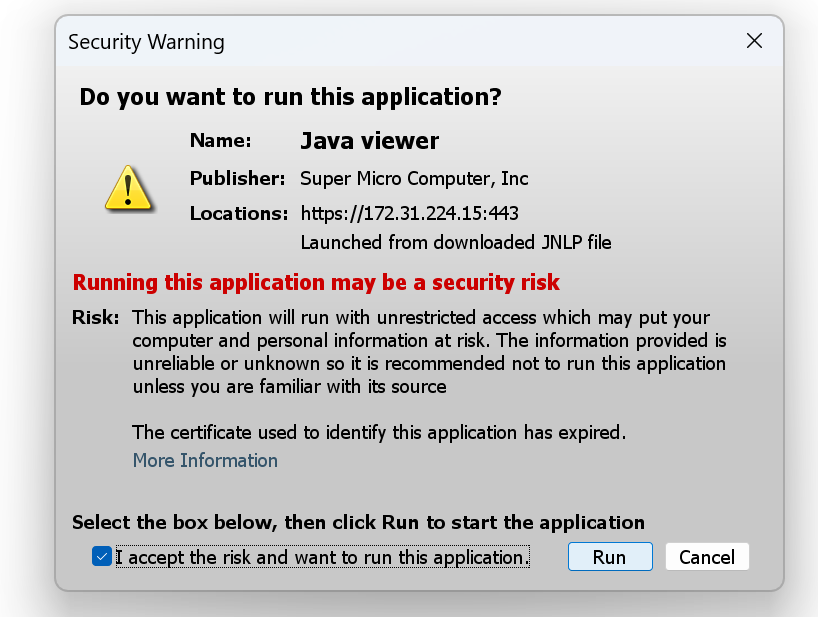 Security Warning
Do you want to run this application?
Name: Java viewer
Publisher: Super Micro Computer, Inc
Locations: https://172.31.224.15:443
Launched from downloaded JNLP file
Running this application may be a security risk
Risk: This application will run with unrestricted access which may put your
computer and personal information at risk. The information provided is
unreliable or unknown so it is recommended not to run this application
unless you are familiar with its source
The certificate used to identify this application has expired.
More Information
Select the box below, then click Run to start the application
I accept the risk and want to run this application. Run Cancel